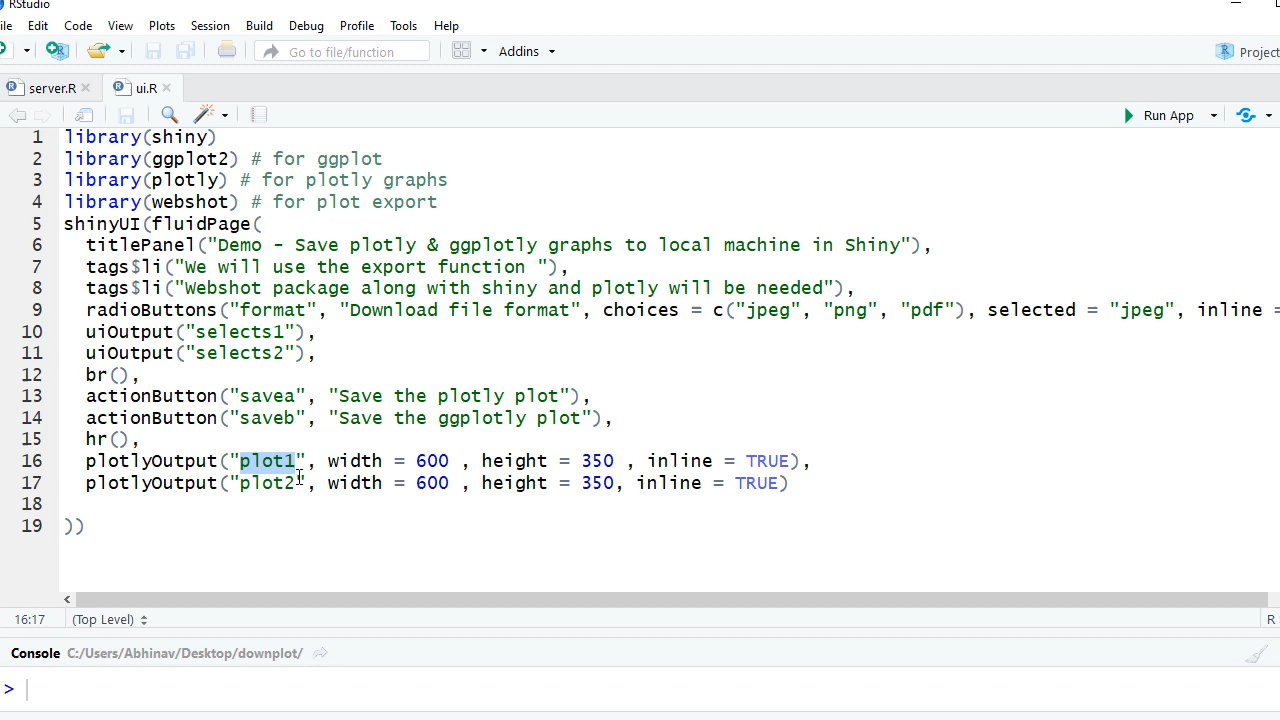 RStudio
ile Edit Code View Plots Session Build Debug Profile Tools Help
Go to file/function Addins Project
server.R ui.R
Run App
1 library(shiny)
2 library(ggplot2) # for ggplot
3 library(plotly) # for plotly graphs
4 library(webshot) # for plot export
5 shinyUI(fluidPage(
6 titlePanel("Demo - Save plotly & ggplotly graphs to local machine in Shiny"),
7 tags$li("We will use the export function "),
8 tags$li("Webshot package along with shiny and plotly will be needed"),
9 radioButtons("format", "Download file format", choices = c("jpeg", "png", "pdf"), selected = "jpeg", inline =
10 uiOutput("selects1"),
11 uiOutput("selects2"),
12 br(),
13 actionButton("savea", "Save the plotly plot"),
14 actionButton("saveb", "Save the ggplotly plot"),
15 hr(),
16 plotlyOutput("plot1", width = 600 , height = 350 , inline = TRUE),
17 plotlyOutput("plot2", width = 600 , height = 350, inline = TRUE)
18
19 ))
16:17 (Top Level) R
Console C:/Users/Abhinav/Desktop/downplot/
>